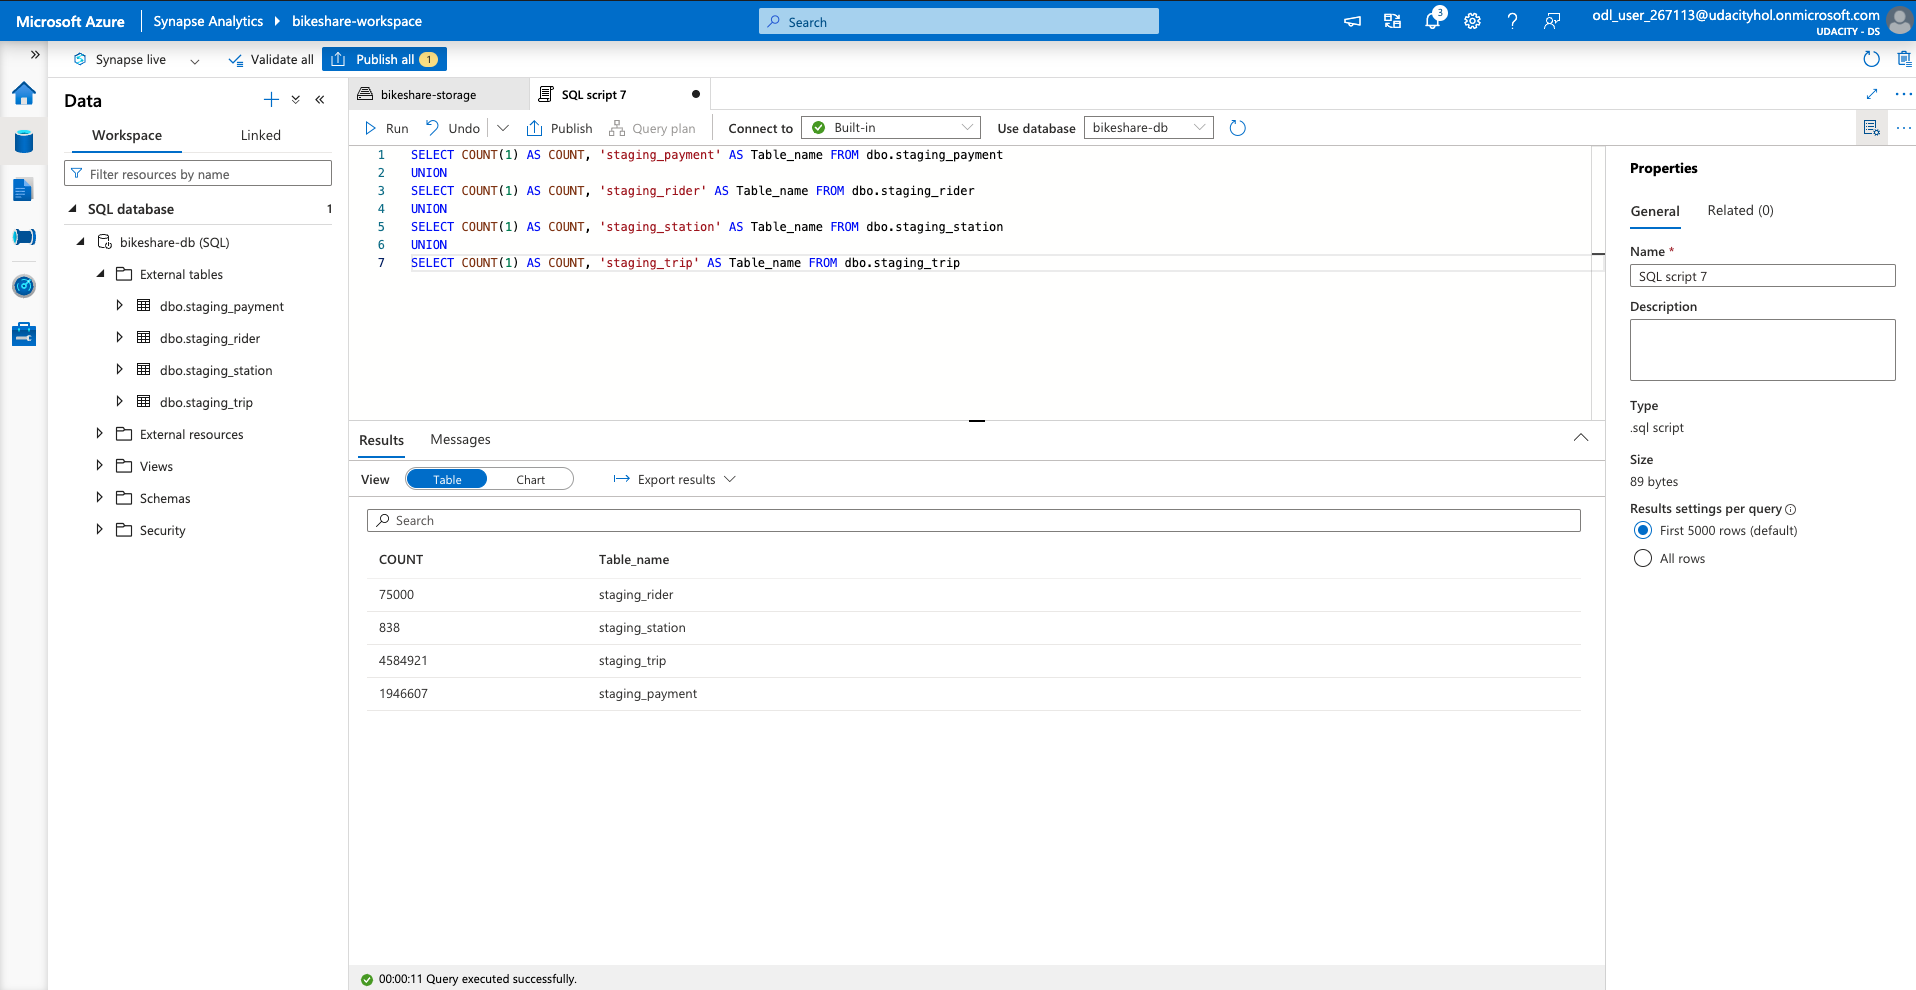 Microsoft Azure
Synapse Analytics
bikeshare-workspace
Search
3
odl_user_267113@udacityhol.onmicrosoft.com
UDACITY - DS
Synapse live
Validate all
Publish all 1
Data
Workspace
Linked
Filter resources by name
SQL database 1
bikeshare-db (SQL)
External tables
dbo.staging_payment
dbo.staging_rider
dbo.staging_station
dbo.staging_trip
External resources
Views
Schemas
Security
bikeshare-storage
SQL script 7
Run
Undo
Publish
Query plan
Connect to
Built-in
Use database
bikeshare-db
1 SELECT COUNT(1) AS COUNT, 'staging_payment' AS Table_name FROM dbo.staging_payment
2 UNION
3 SELECT COUNT(1) AS COUNT, 'staging_rider' AS Table_name FROM dbo.staging_rider
4 UNION
5 SELECT COUNT(1) AS COUNT, 'staging_station' AS Table_name FROM dbo.staging_station
6 UNION
7 SELECT COUNT(1) AS COUNT, 'staging_trip' AS Table_name FROM dbo.staging_trip
Results
Messages
View
Table
Chart
Export results
Search
COUNT Table_name
75000 staging_rider
838 staging_station
4584921 staging_trip
1946607 staging_payment
00:00:11 Query executed successfully.
Properties
General
Related (0)
Name *
SQL script 7
Description
Type
.sql script
Size
89 bytes
Results settings per query
First 5000 rows (default)
All rows